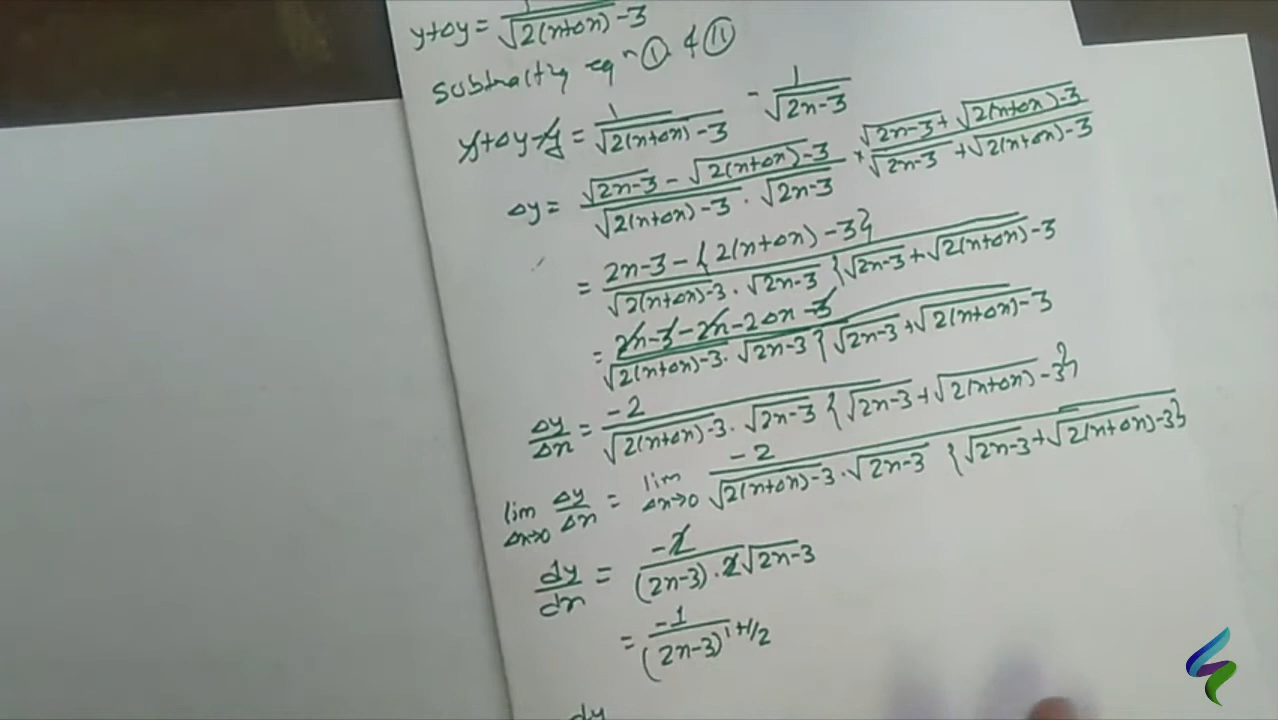 y+Δy = 1/√2(x+Δx)-3
subtracting eqⁿ ① & ⑪
y+Δy-y = 1/√2(x+Δx)-3 - 1/√2x-3
Δy = √2x-3 - √2(x+Δx)-3 / √2(x+Δx)-3 · √2x-3 × √2x-3 + √2(x+Δx)-3 / √2x-3 + √2(x+Δx)-3
= 2x-3-{2(x+Δx)-3} / √2(x+Δx)-3 · √2x-3 {√2x-3 + √2(x+Δx)-3
= 2x-3-2x-2Δx-3 / √2(x+Δx)-3 · √2x-3 } √2x-3 + √2(x+Δx)-3
Δy/Δx = -2 / √2(x+Δx)-3 · √2x-3 {√2x-3 + √2(x+Δx)-3}
lim Δx→0 Δy/Δx = lim Δx→0 -2 / √2(x+Δx)-3 · √2x-3 {√2x-3 + √2(x+Δx)-3}
dy/dx = -2 / (2x-3)·2√2x-3
= -1 / (2x-3)^1+1/2
dy